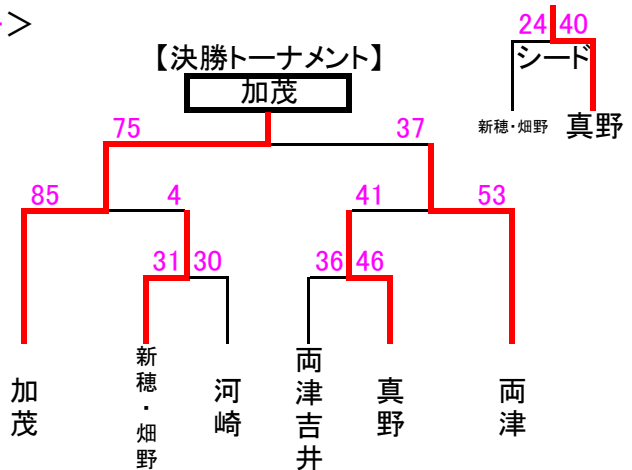 >
24 40
【決勝トーナメント】
シード
加茂
新穂・畑野 真野
75 37
85 4 41 53
31 30 36 46
加茂
新穂・畑野
河崎
両津吉井
真野
両津